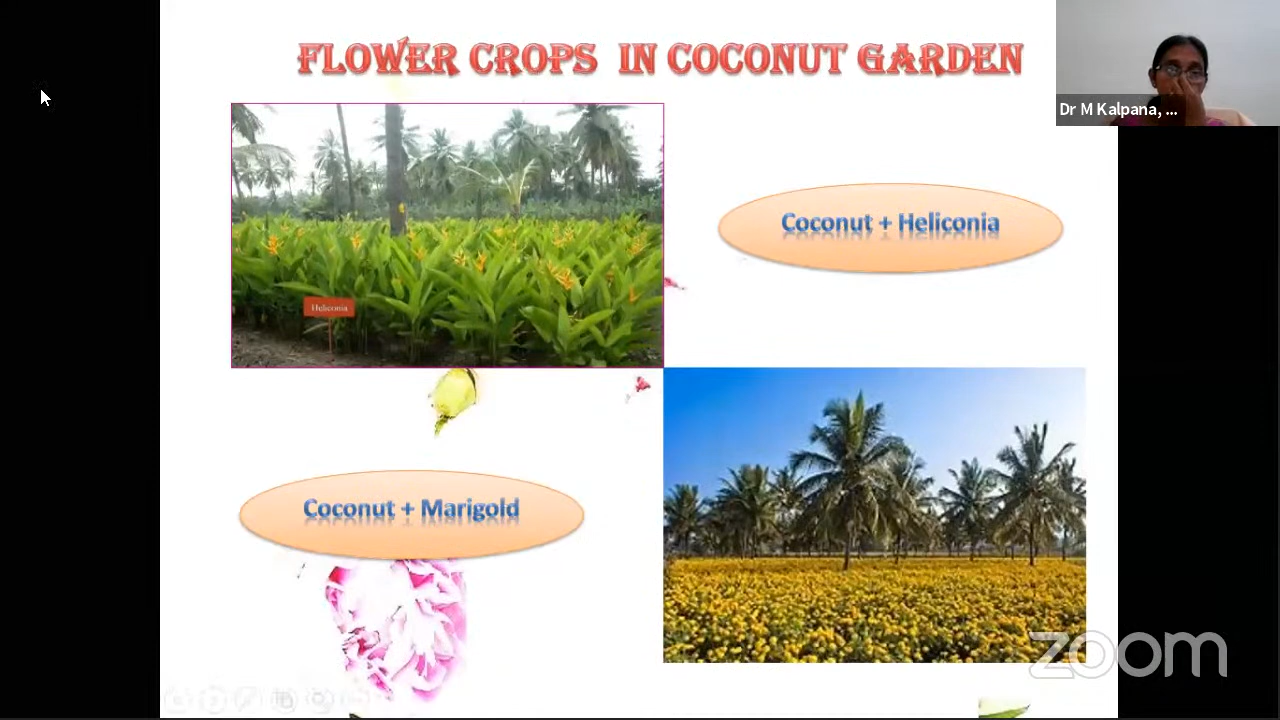 FLOWER CROPS IN COCONUT GARDEN
Dr M Kalpana, ...
Coconut + Heliconia
Heliconia
Coconut + Marigold
zoom